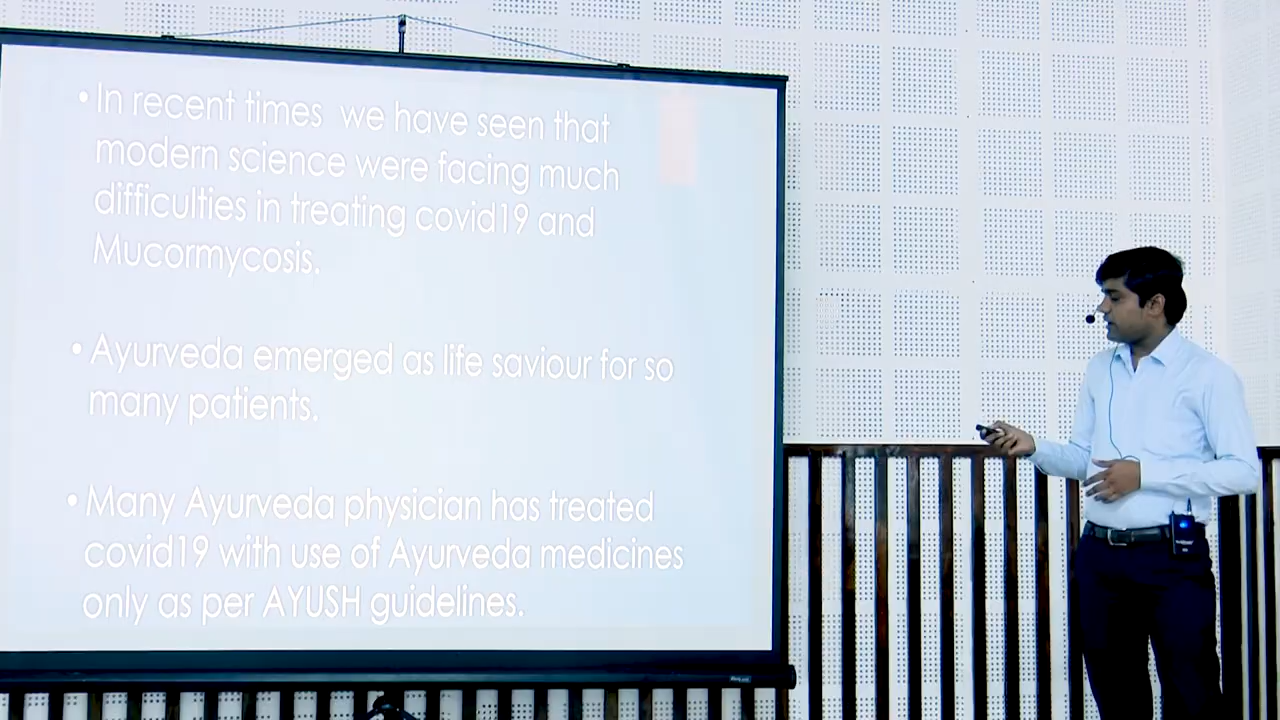 • In recent times we have seen that
modern science were facing much
difficulties in treating covid19 and
Mucormycosis.
• Ayurveda emerged as life saviour for so
many patients.
• Many Ayurveda physician has treated
covid19 with use of Ayurveda medicines
only as per AYUSH guidelines.